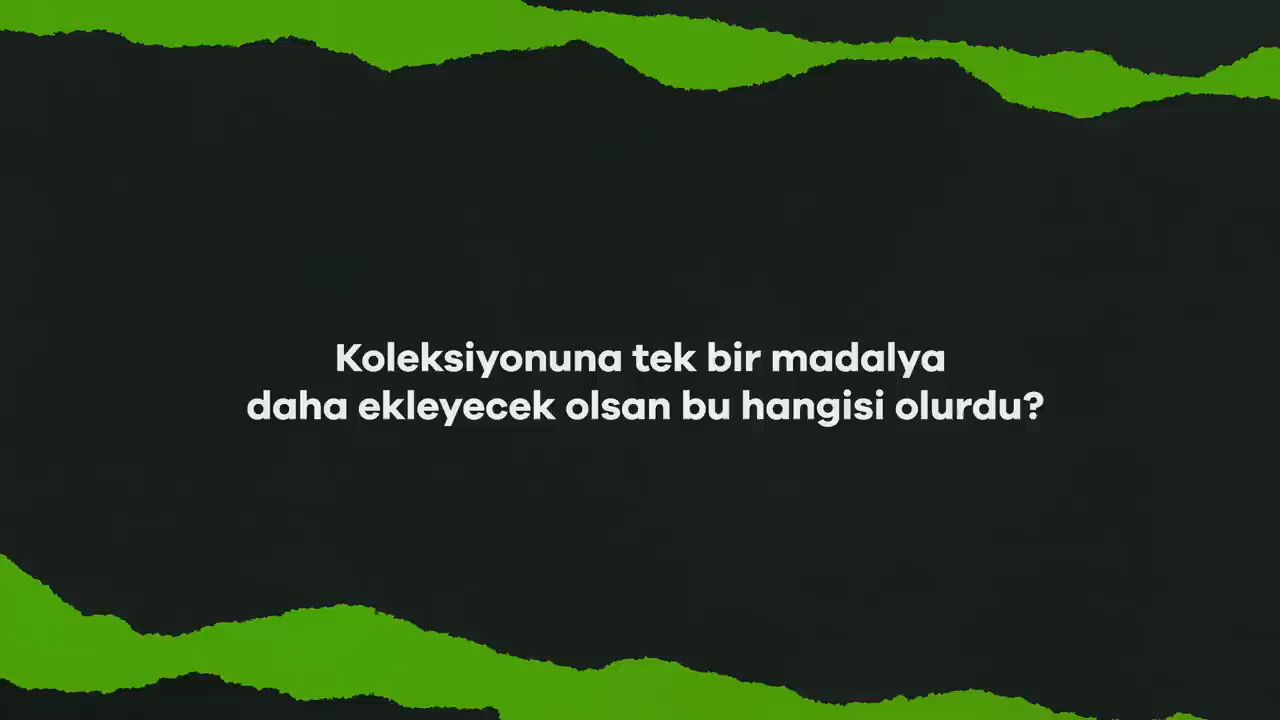 Koleksiyonuna tek bir madalya
daha ekleyecek olsan bu hangisi olurdu?